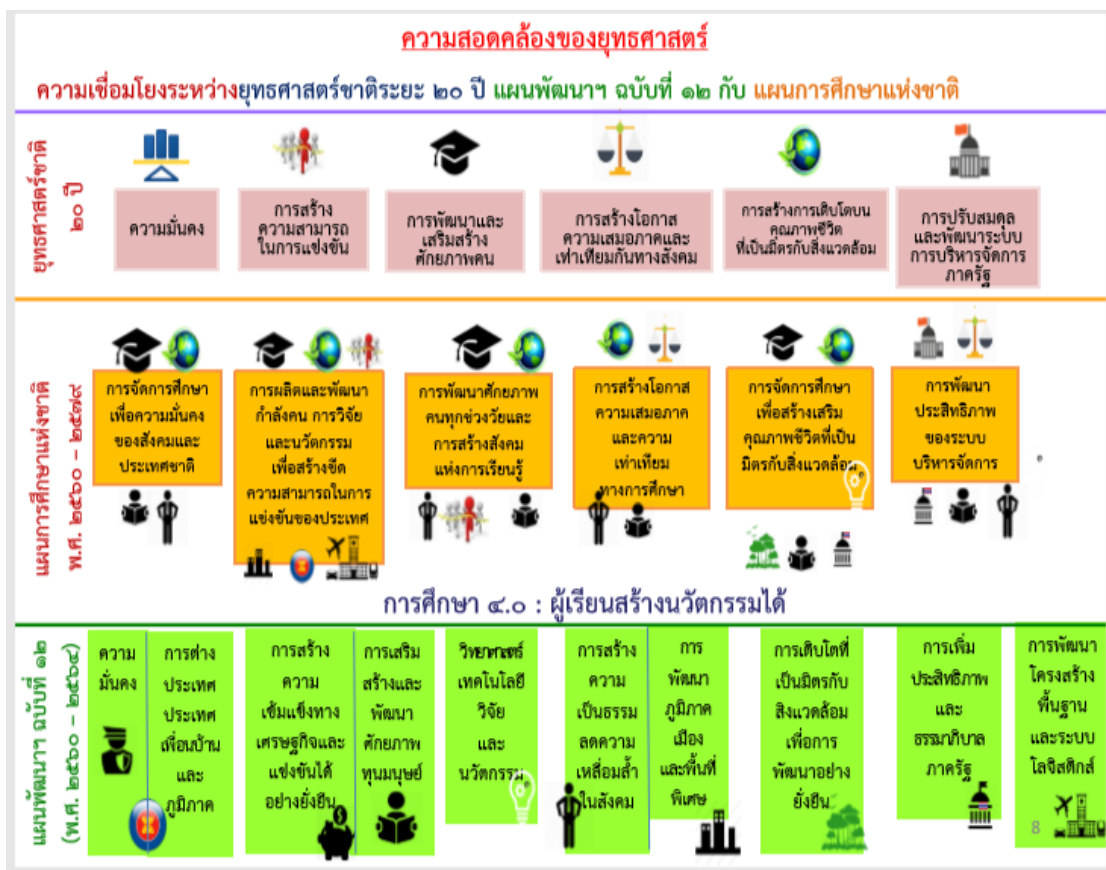 ความสอดคล้องของยุทธศาสตร์
ความเชื่อมโยงระหว่างยุทธศาสตร์ชาติระยะ ๒๐ ปี แผนพัฒนาฯ ฉบับที่ ๑๒ กับ แผนการศึกษาแห่งชาติ
ยุทธศาสตร์ชาติ
๒๐ ปี
ความมั่นคง
การสร้าง
ความสามารถ
ในการแข่งขัน
การพัฒนาและ
เสริมสร้าง
ศักยภาพคน
การสร้างโอกาส
ความเสมอภาคและ
เท่าเทียมกันทางสังคม
การสร้างการเติบโตบน
คุณภาพชีวิต
ที่เป็นมิตรกับสิ่งแวดล้อม
การปรับสมดุล
และพัฒนาระบบ
การบริหารจัดการ
ภาครัฐ
แผนการศึกษาแห่งชาติ
พ.ศ. ๒๕๖๐ – ๒๕๗๙
การจัดการศึกษา
เพื่อความมั่นคง
ของสังคมและ
ประเทศชาติ
การผลิตและพัฒนา
กำลังคน การวิจัย
และนวัตกรรม
เพื่อสร้างขีด
ความสามารถในการ
แข่งขันของประเทศ
การพัฒนาศักยภาพ
คนทุกช่วงวัยและ
การสร้างสังคม
แห่งการเรียนรู้
การสร้างโอกาส
ความเสมอภาค
และความ
เท่าเทียม
ทางการศึกษา
การจัดการศึกษา
เพื่อสร้างเสริม
คุณภาพชีวิตที่เป็น
มิตรกับสิ่งแวดล้อม
การพัฒนา
ประสิทธิภาพ
ของระบบ
บริหารจัดการ
การศึกษา ๔.๐ : ผู้เรียนสร้างนวัตกรรมได้
แผนพัฒนาฯ ฉบับที่ ๑๒
(พ.ศ. ๒๕๖๐ – ๒๕๖๔)
ความ
มั่นคง
การต่าง
ประเทศ
ประเทศ
เพื่อนบ้าน
และ
ภูมิภาค
การสร้าง
ความ
เข้มแข็งทาง
เศรษฐกิจและ
แข่งขันได้
อย่างยั่งยืน
การเสริม
สร้างและ
พัฒนา
ศักยภาพ
ทุนมนุษย์
วิทยาศาสตร์
เทคโนโลยี
วิจัย
และ
นวัตกรรม
การสร้าง
ความ
เป็นธรรม
ลดความ
เหลื่อมล้ำ
ในสังคม
การ
พัฒนา
ภูมิภาค
เมือง
และพื้นที่
พิเศษ
การเติบโตที่
เป็นมิตรกับ
สิ่งแวดล้อม
เพื่อการ
พัฒนาอย่าง
ยั่งยืน
การเพิ่ม
ประสิทธิภาพ
และ
ธรรมาภิบาล
ภาครัฐ
การพัฒนา
โครงสร้าง
พื้นฐาน
และระบบ
โลจิสติกส์
8